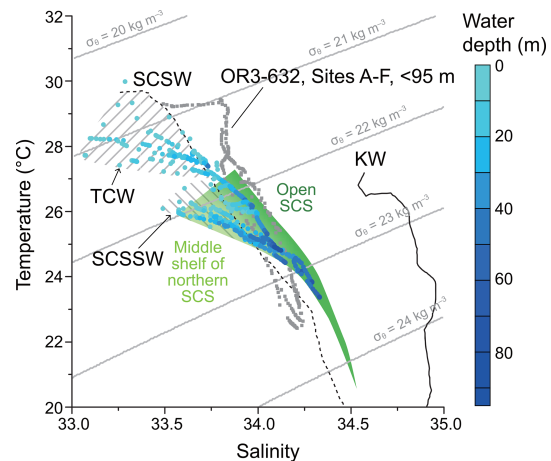 Water
depth (m)
0
20
40
60
80
32
30
28
26
24
22
20
Temperature (°C)
33.0
33.5
34.0
34.5
35.0
Salinity
σθ = 20 kg m⁻³
σθ = 21 kg m⁻³
σθ = 22 kg m⁻³
σθ = 23 kg m⁻³
σθ = 24 kg m⁻³
SCSW
OR3-632, Sites A-F, <95 m
KW
TCW
Open
SCS
SCSSW
Middle
shelf of
northern
SCS